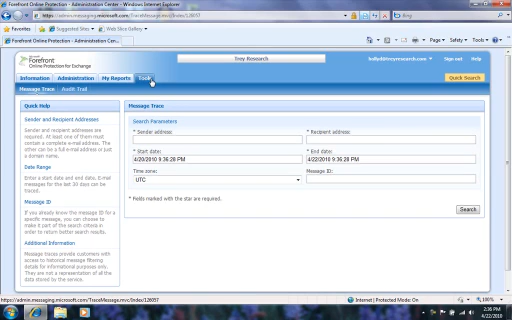 Forefront Online Protection - Administration Center - Windows Internet Explorer
https://admin.messaging.microsoft.com/TraceMessage.mvc/Index/126057
Bing
Favorites Suggested Sites Web Slice Gallery
Forefront Online Protection - Administration Cen...
Page Safety Tools
Microsoft
Forefront
Online Protection for Exchange
Trey Research
Sign out Help
Information Administration My Reports Tools
Quick Search
Message Trace Audit Trail
Quick Help
Sender and Recipient Addresses
Sender and recipient addresses are
required. At least one of them must
contain a complete e-mail address. The
other can be a full e-mail address or just
a domain name.
Date Range
Enter a start date and end date. E-mail
messages for the last 30 days can be
traced.
Message ID
If you already know the message ID for a
specific message, you can choose to
make it part of the search criteria in
order to return better search results.
Additional Information
Message traces provide customers with
access to historical message filtering
details for informational purposes only.
They are not a representation of all the
data stored by the service.
Message Trace
Search Parameters
* Sender address:
* Recipient address:
* Start date:
* End date:
4/20/2010 9:36:28 PM
4/22/2010 9:36:28 PM
Time zone:
Message ID:
UTC
* Fields marked with the star are required.
Search
https://admin.messaging.microsoft.com/TraceMessage.mvc/Index/126057
Internet | Protected Mode: On
100%
2:36 PM
4/22/2010